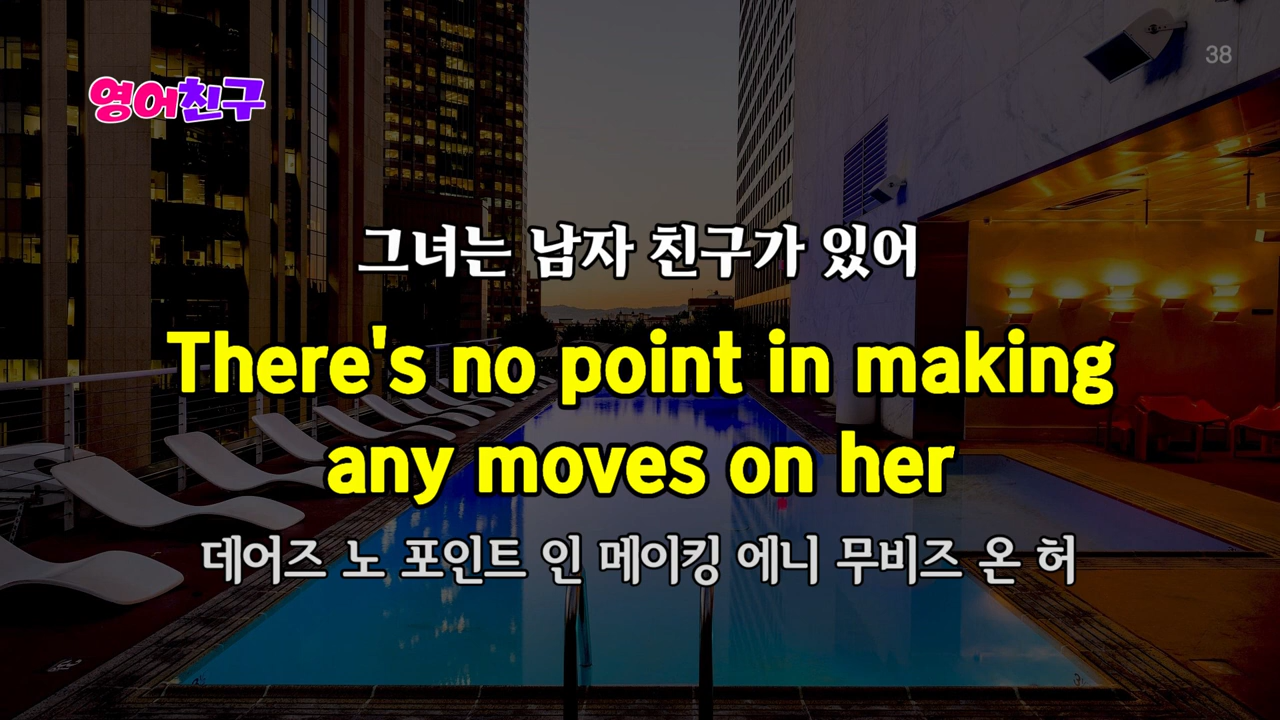 38
영어친구
그녀는 남자 친구가 있어
There's no point in making
any moves on her
데어즈 노 포인트 인 메이킹 에니 무비즈 온 허